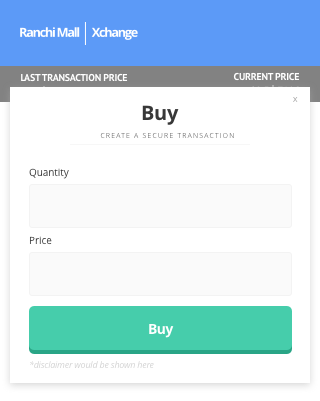 Ranchi Mall | Xchange
LAST TRANSACTION PRICE CURRENT PRICE
x
Buy
CREATE A SECURE TRANSACTION
Quantity
Price
Buy
*disclaimer would be shown here